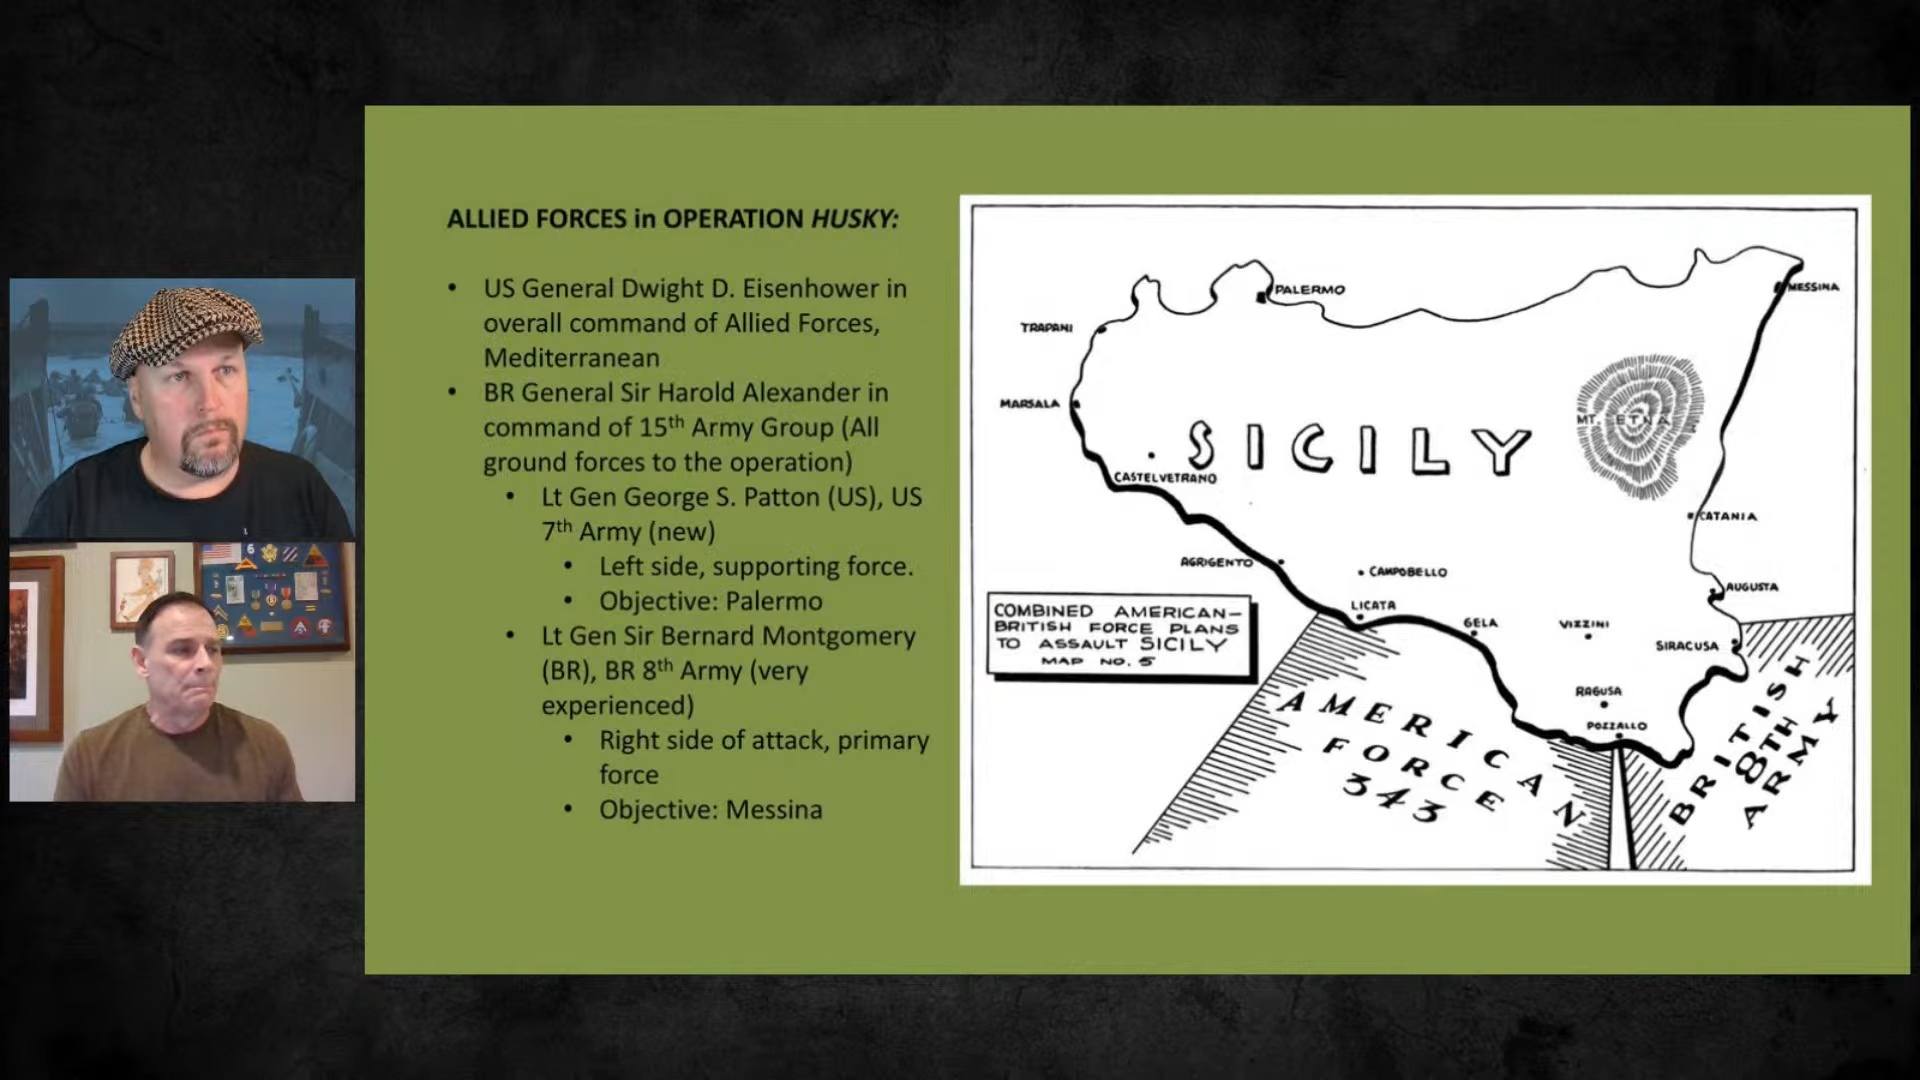 ALLIED FORCES in OPERATION HUSKY:
• US General Dwight D. Eisenhower in
overall command of Allied Forces,
Mediterranean
• BR General Sir Harold Alexander in
command of 15th Army Group (All
ground forces to the operation)
• Lt Gen George S. Patton (US), US
7th Army (new)
• Left side, supporting force.
• Objective: Palermo
• Lt Gen Sir Bernard Montgomery
(BR), BR 8th Army (very
experienced)
• Right side of attack, primary
force
• Objective: Messina
PALERMO
MESSINA
TRAPANI
MARSALA
MT. ETNA
SICILY
CASTELVETRANO
CATANIA
AGRIGENTO
CAMPOBELLO
AUGUSTA
LICATA
GELA
VIZZINI
SIRACUSA
RAGUSA
POZZALLO
COMBINED AMERICAN-
BRITISH FORCE PLANS
TO ASSAULT SICILY
MAP NO. 5
AMERICAN
FORCE
343
BRITISH
8TH
ARMY
6